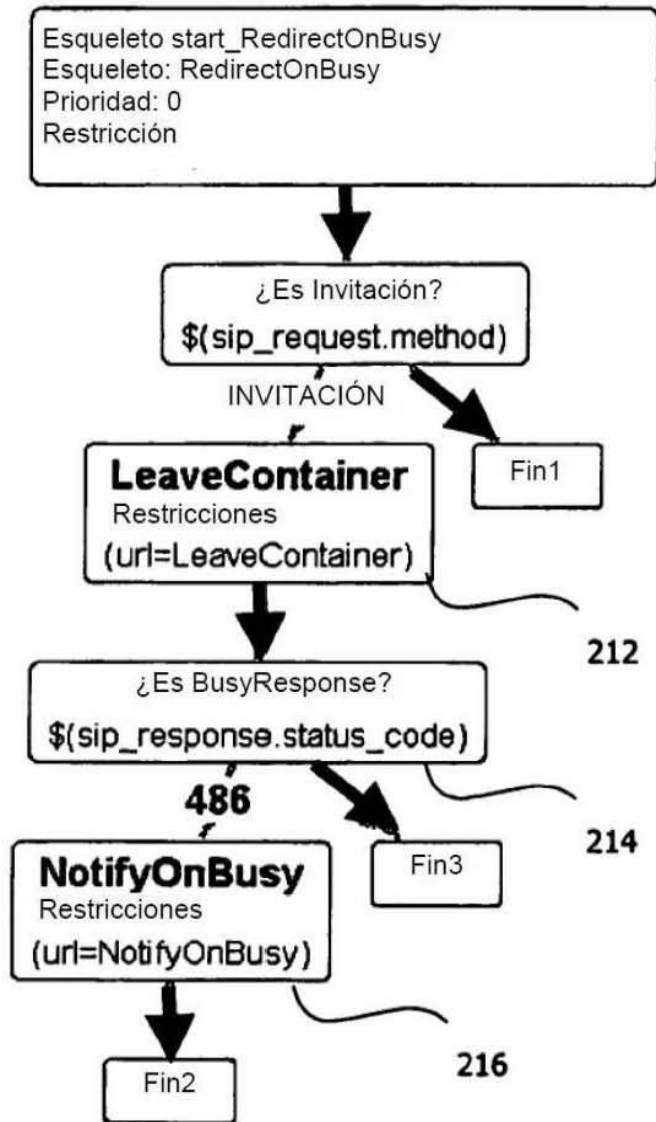 Esqueleto start_RedirectOnBusy
Esqueleto: RedirectOnBusy
Prioridad: 0
Restricción
¿Es Invitación?
$(sip_request.method)
INVITACIÓN
LeaveContainer
Restricciones
(url=LeaveContainer)
Fin1
212
¿Es BusyResponse?
$(sip_response.status_code)
486
214
NotifyOnBusy
Restricciones
(url=NotifyOnBusy)
Fin3
216
Fin2